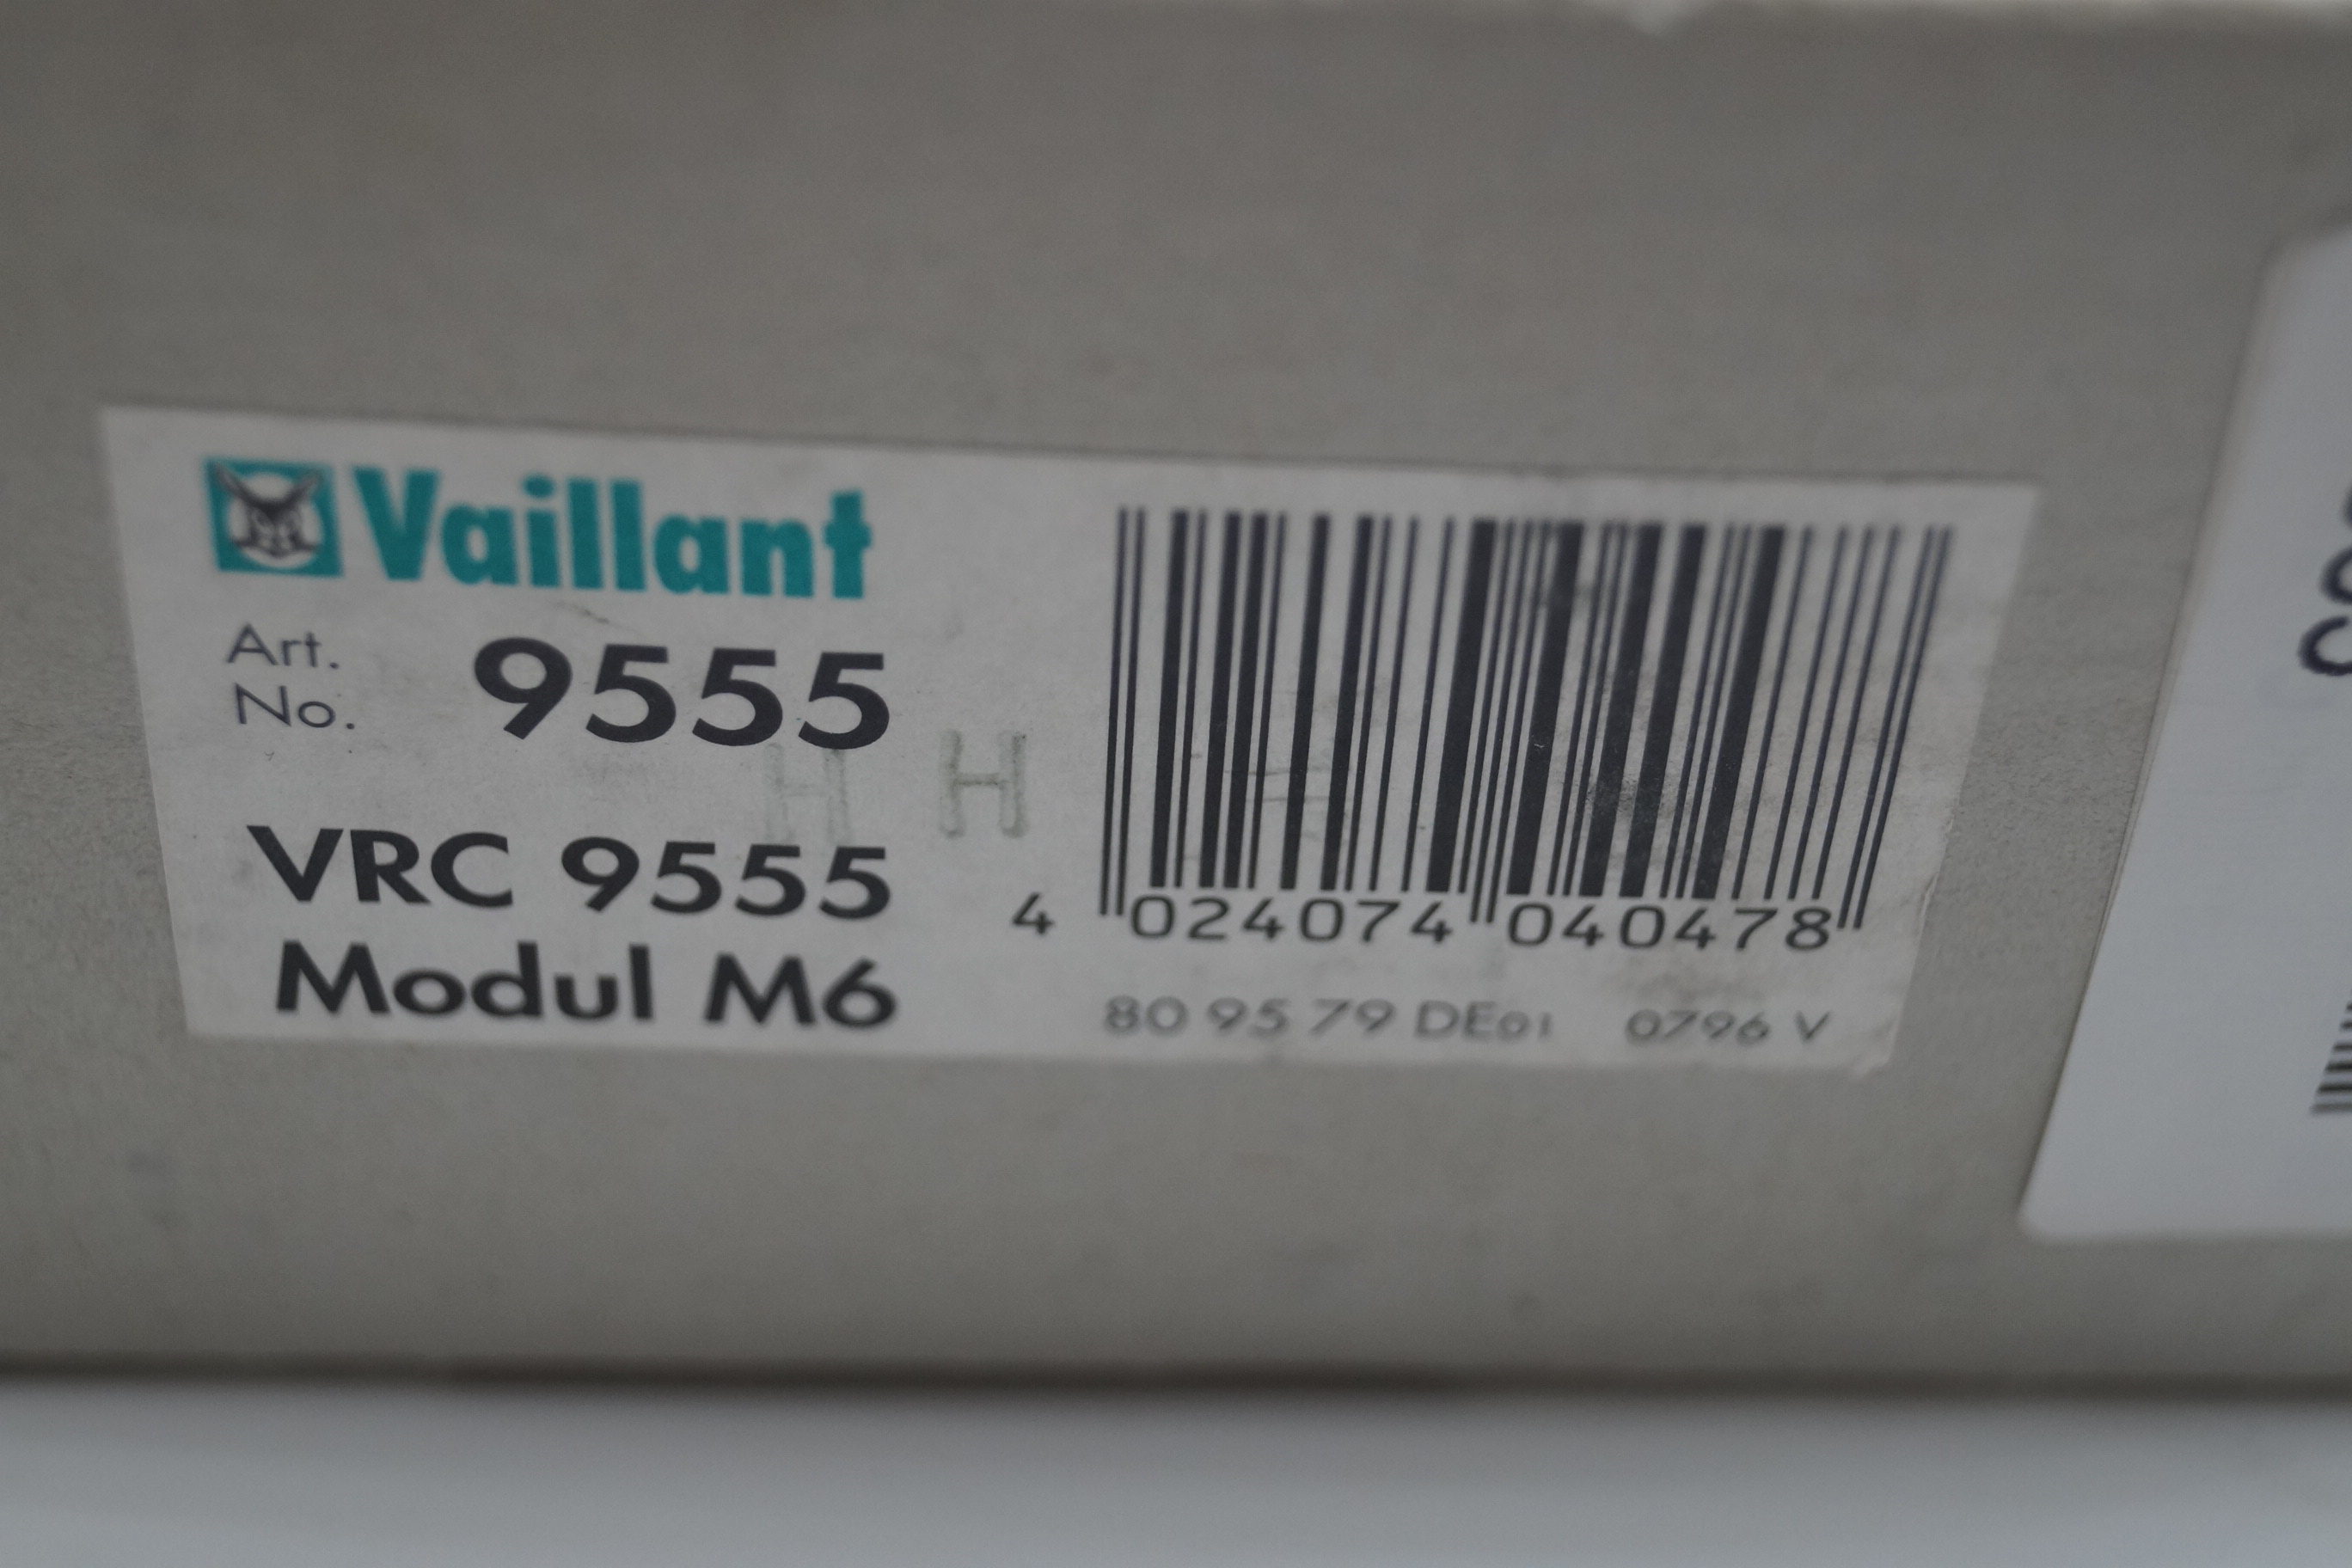 Vaillant
Art.
No. 9555
H H
VRC 9555
Modul M6
4 024074 040478
80 95 79 DE01 0796 V